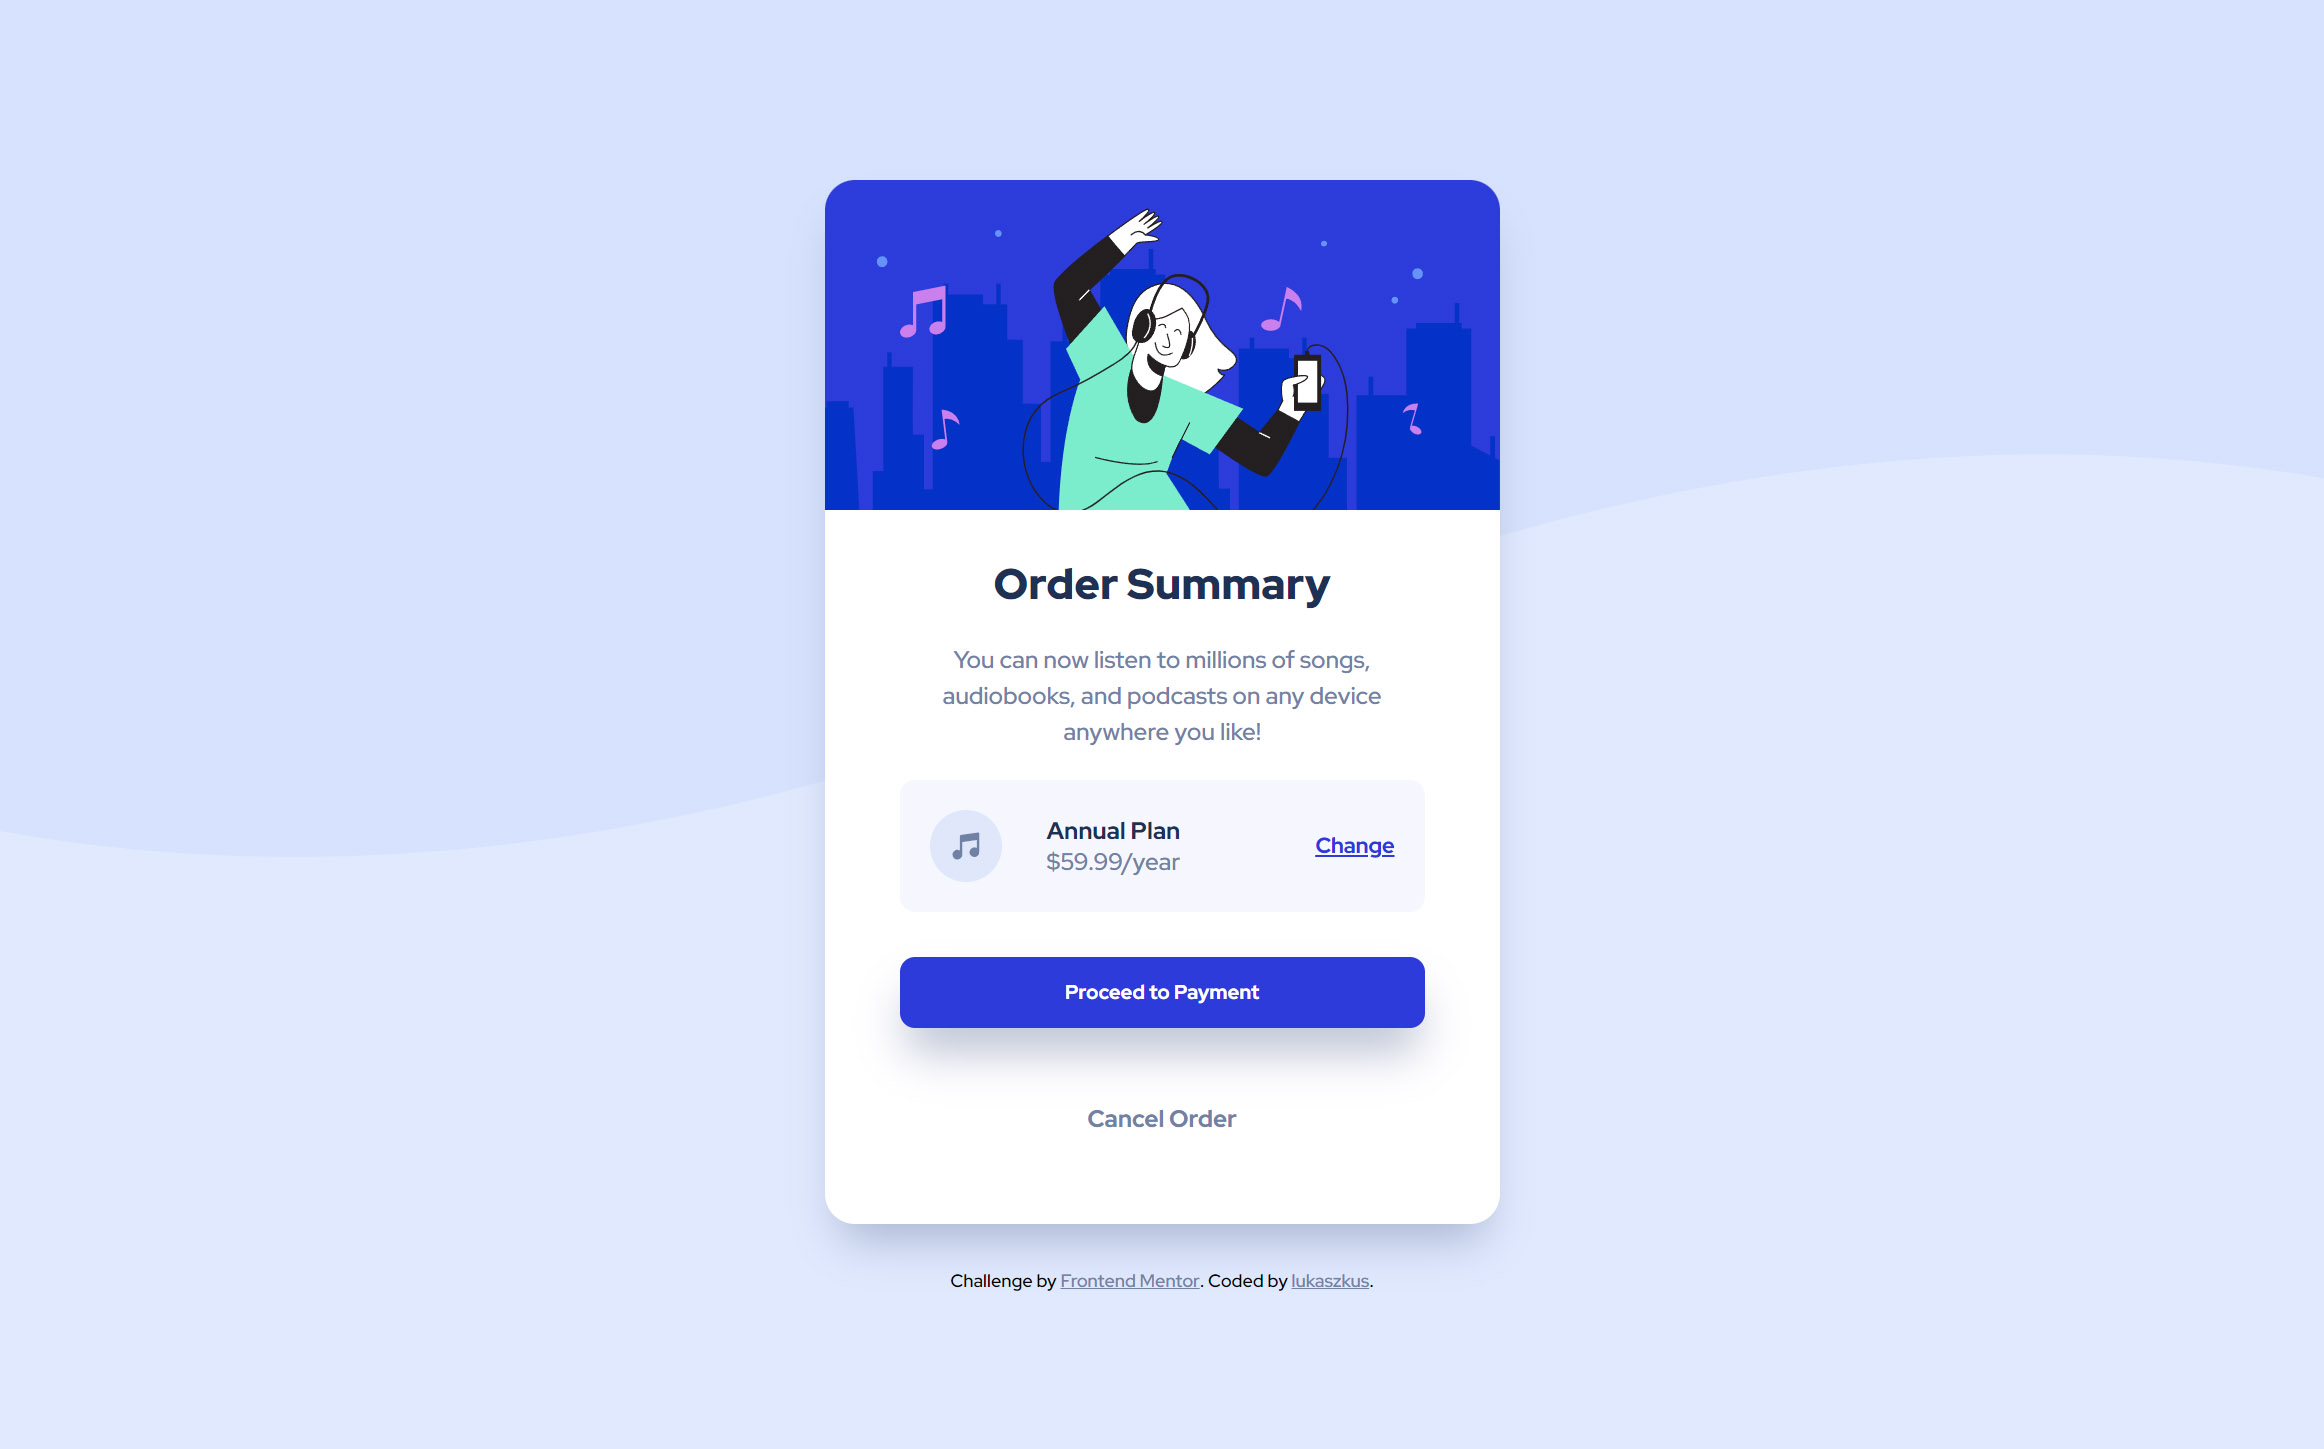 Order Summary
You can now listen to millions of songs,
audiobooks, and podcasts on any device
anywhere you like!
Annual Plan
$59.99/year
Change
Proceed to Payment
Cancel Order
Challenge by Frontend Mentor. Coded by lukaszkus.